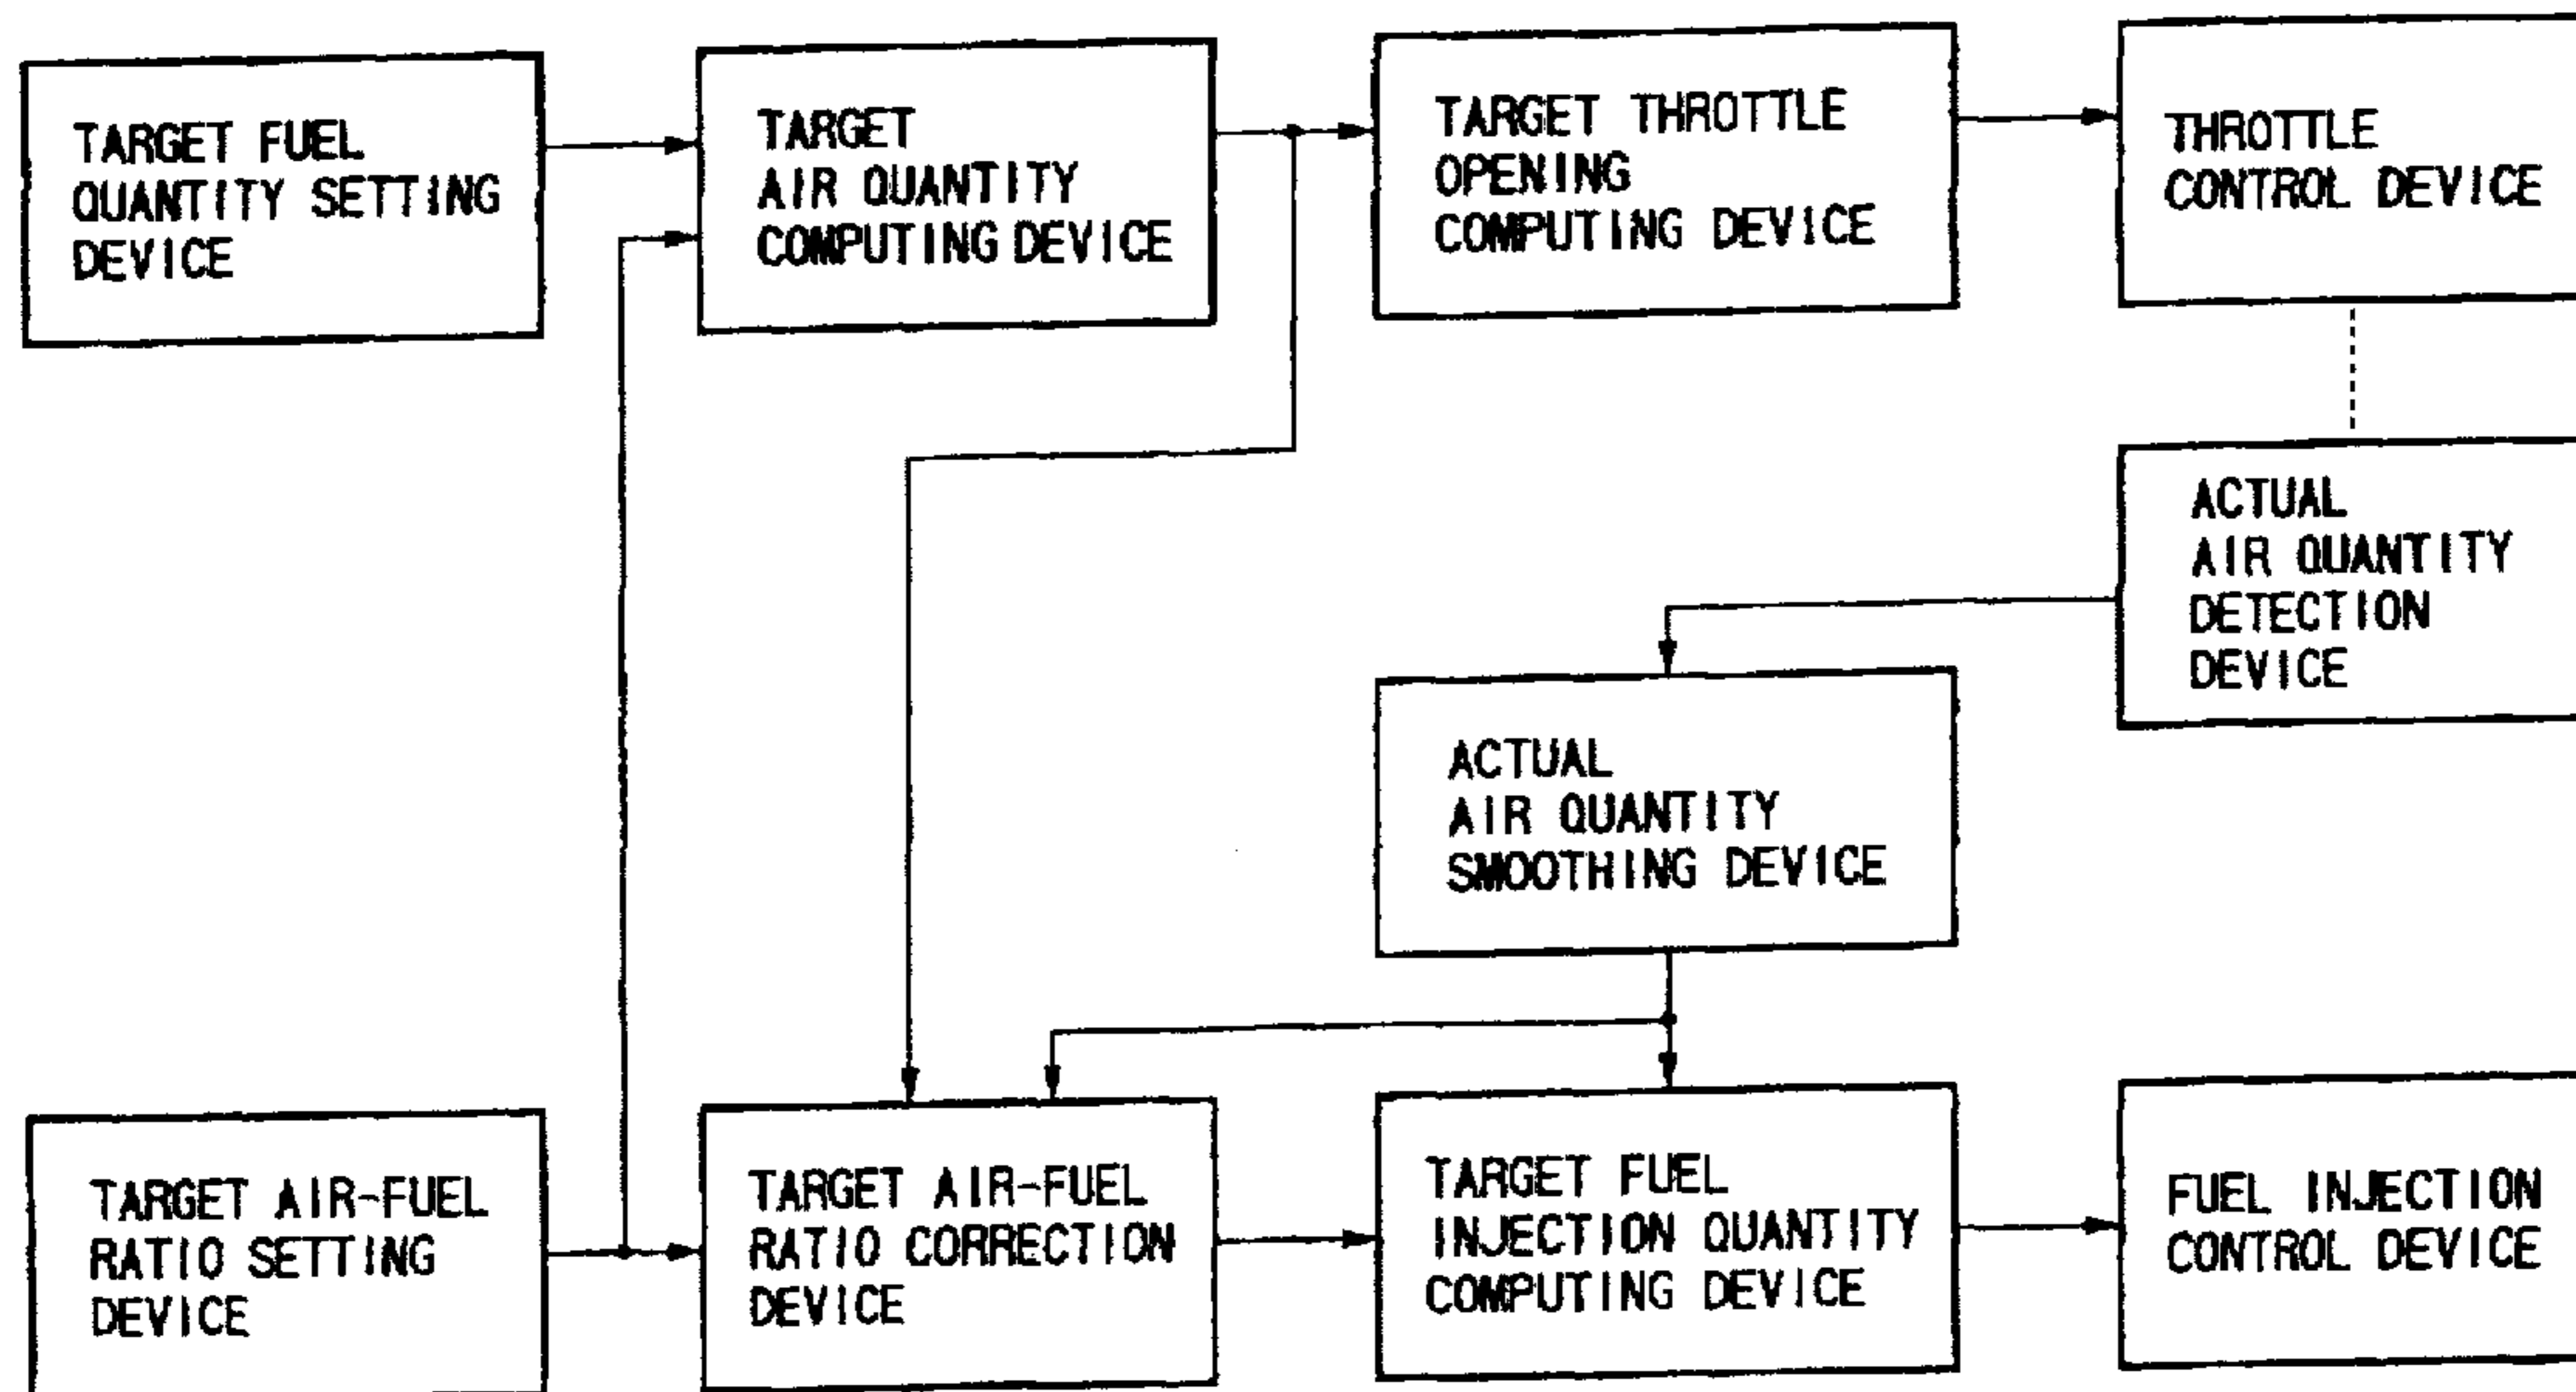 TARGET FUEL
QUANTITY SETTING
DEVICE
TARGET
AIR QUANTITY
COMPUTING DEVICE
TARGET THROTTLE
OPENING
COMPUTING DEVICE
THROTTLE
CONTROL DEVICE
ACTUAL
AIR QUANTITY
DETECTION
DEVICE
ACTUAL
AIR QUANTITY
SMOOTHING DEVICE
TARGET AIR-FUEL
RATIO SETTING
DEVICE
TARGET AIR-FUEL
RATIO CORRECTION
DEVICE
TARGET FUEL
INJECTION QUANTITY
COMPUTING DEVICE
FUEL INJECTION
CONTROL DEVICE